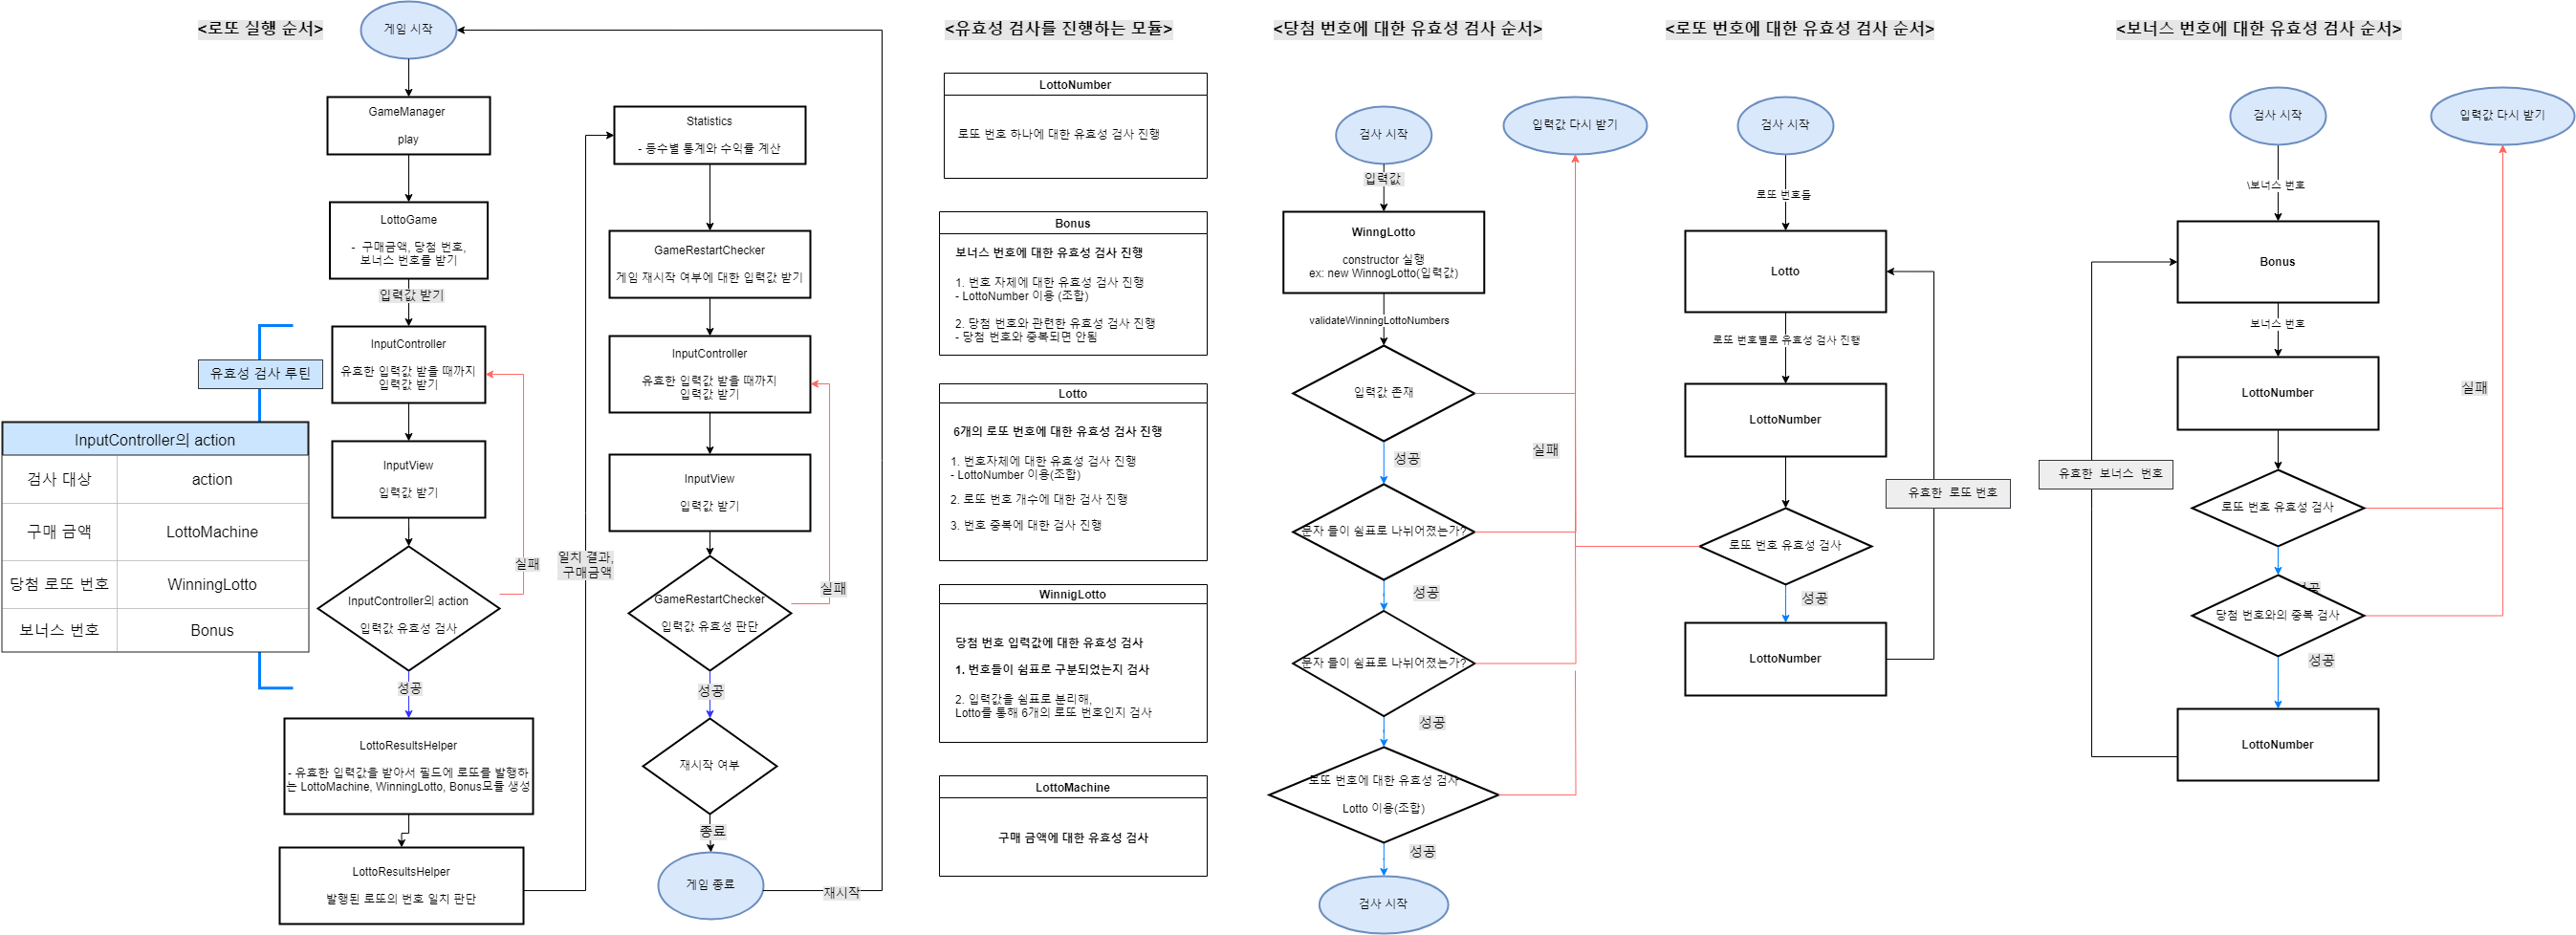 <로또 실행 순서>
게임 시작
GameManager
play
LottoGame
- 구매금액, 당첨 번호,
보너스 번호를 받기
입력값 받기
InputController
유효한 입력값 받을 때까지
입력값 받기
유효성 검사 루틴
InputController의 action
검사 대상
action
구매 금액
LottoMachine
당첨 로또 번호
WinningLotto
보너스 번호
Bonus
InputView
입력값 받기
실패
InputController의 action
입력값 유효성 검사
성공
LottoResultsHelper
- 유효한 입력값을 받아서 필드에 로또를 발행하
는 LottoMachine, WinningLotto, Bonus모듈 생성
LottoResultsHelper
발행된 로또의 번호 일치 판단
일치 결과,
구매금액
Statistics
- 등수별 통계와 수익률 계산
GameRestartChecker
게임 재시작 여부에 대한 입력값 받기
InputController
유효한 입력값 받을 때까지
입력값 받기
InputView
입력값 받기
실패
GameRestartChecker
입력값 유효성 판단
성공
재시작 여부
종료
게임 종료
재시작
<유효성 검사를 진행하는 모듈>
LottoNumber
로또 번호 하나에 대한 유효성 검사 진행
Bonus
보너스 번호에 대한 유효성 검사 진행
1. 번호 자체에 대한 유효성 검사 진행
- LottoNumber 이용 (조합)
2. 당첨 번호와 관련한 유효성 검사 진행
- 당첨 번호와 중복되면 안됨
Lotto
6개의 로또 번호에 대한 유효성 검사 진행
1. 번호자체에 대한 유효성 검사 진행
- LottoNumber 이용(조합)
2. 로또 번호 개수에 대한 검사 진행
3. 번호 중복에 대한 검사 진행
WinnigLotto
당첨 번호 입력값에 대한 유효성 검사
1. 번호들이 쉼표로 구분되었는지 검사
2. 입력값을 쉼표로 분리해,
Lotto를 통해 6개의 로또 번호인지 검사
LottoMachine
구매 금액에 대한 유효성 검사
<당첨 번호에 대한 유효성 검사 순서>
검사 시작
입력값 다시 받기
입력값
WinngLotto
constructor 실행
ex: new WinnogLotto(입력값)
validateWinningLottoNumbers
입력값 존재
성공
실패
문자 들이 쉼표로 나뉘어졌는가?
성공
문자 들이 쉼표로 나뉘어졌는가?
성공
로또 번호에 대한 유효성 검사
Lotto 이용(조합)
성공
검사 시작
<로또 번호에 대한 유효성 검사 순서>
검사 시작
로또 번호들
Lotto
로또 번호별로 유효성 검사 진행
LottoNumber
유효한 로또 번호
로또 번호 유효성 검사
성공
LottoNumber
<보너스 번호에 대한 유효성 검사 순서>
검사 시작
입력값 다시 받기
\보너스 번호
Bonus
보너스 번호
LottoNumber
실패
유효한 보너스 번호
로또 번호 유효성 검사
성공
당첨 번호와의 중복 검사
성공
LottoNumber